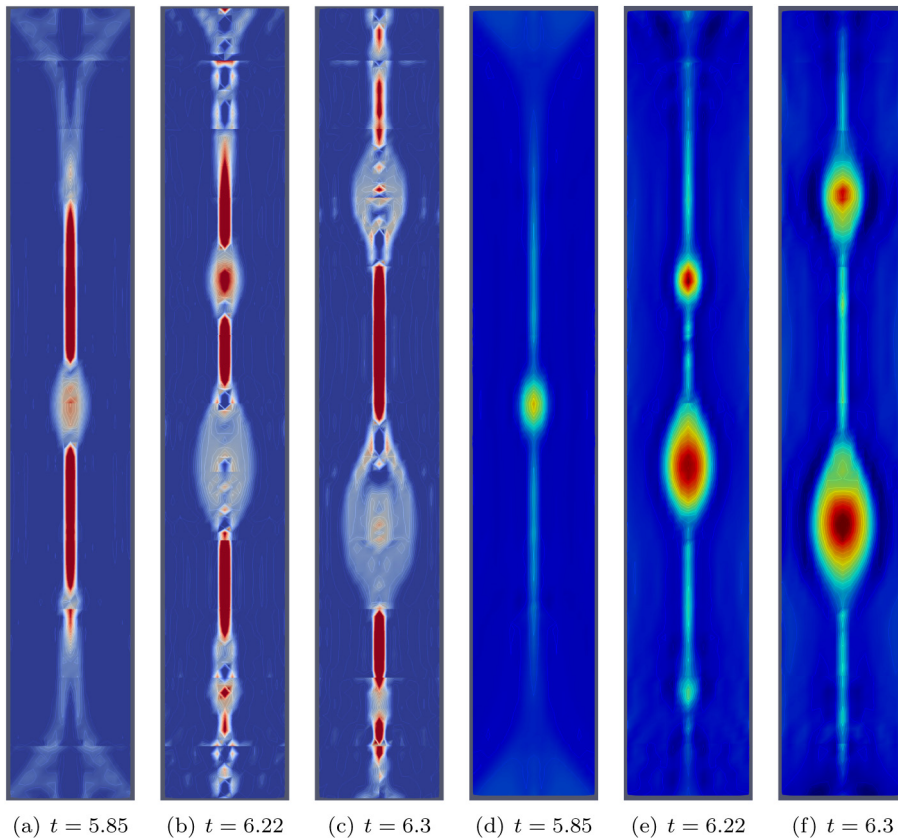 (a) t = 5.85 (b) t = 6.22 (c) t = 6.3 (d) t = 5.85 (e) t = 6.22 (f) t = 6.3